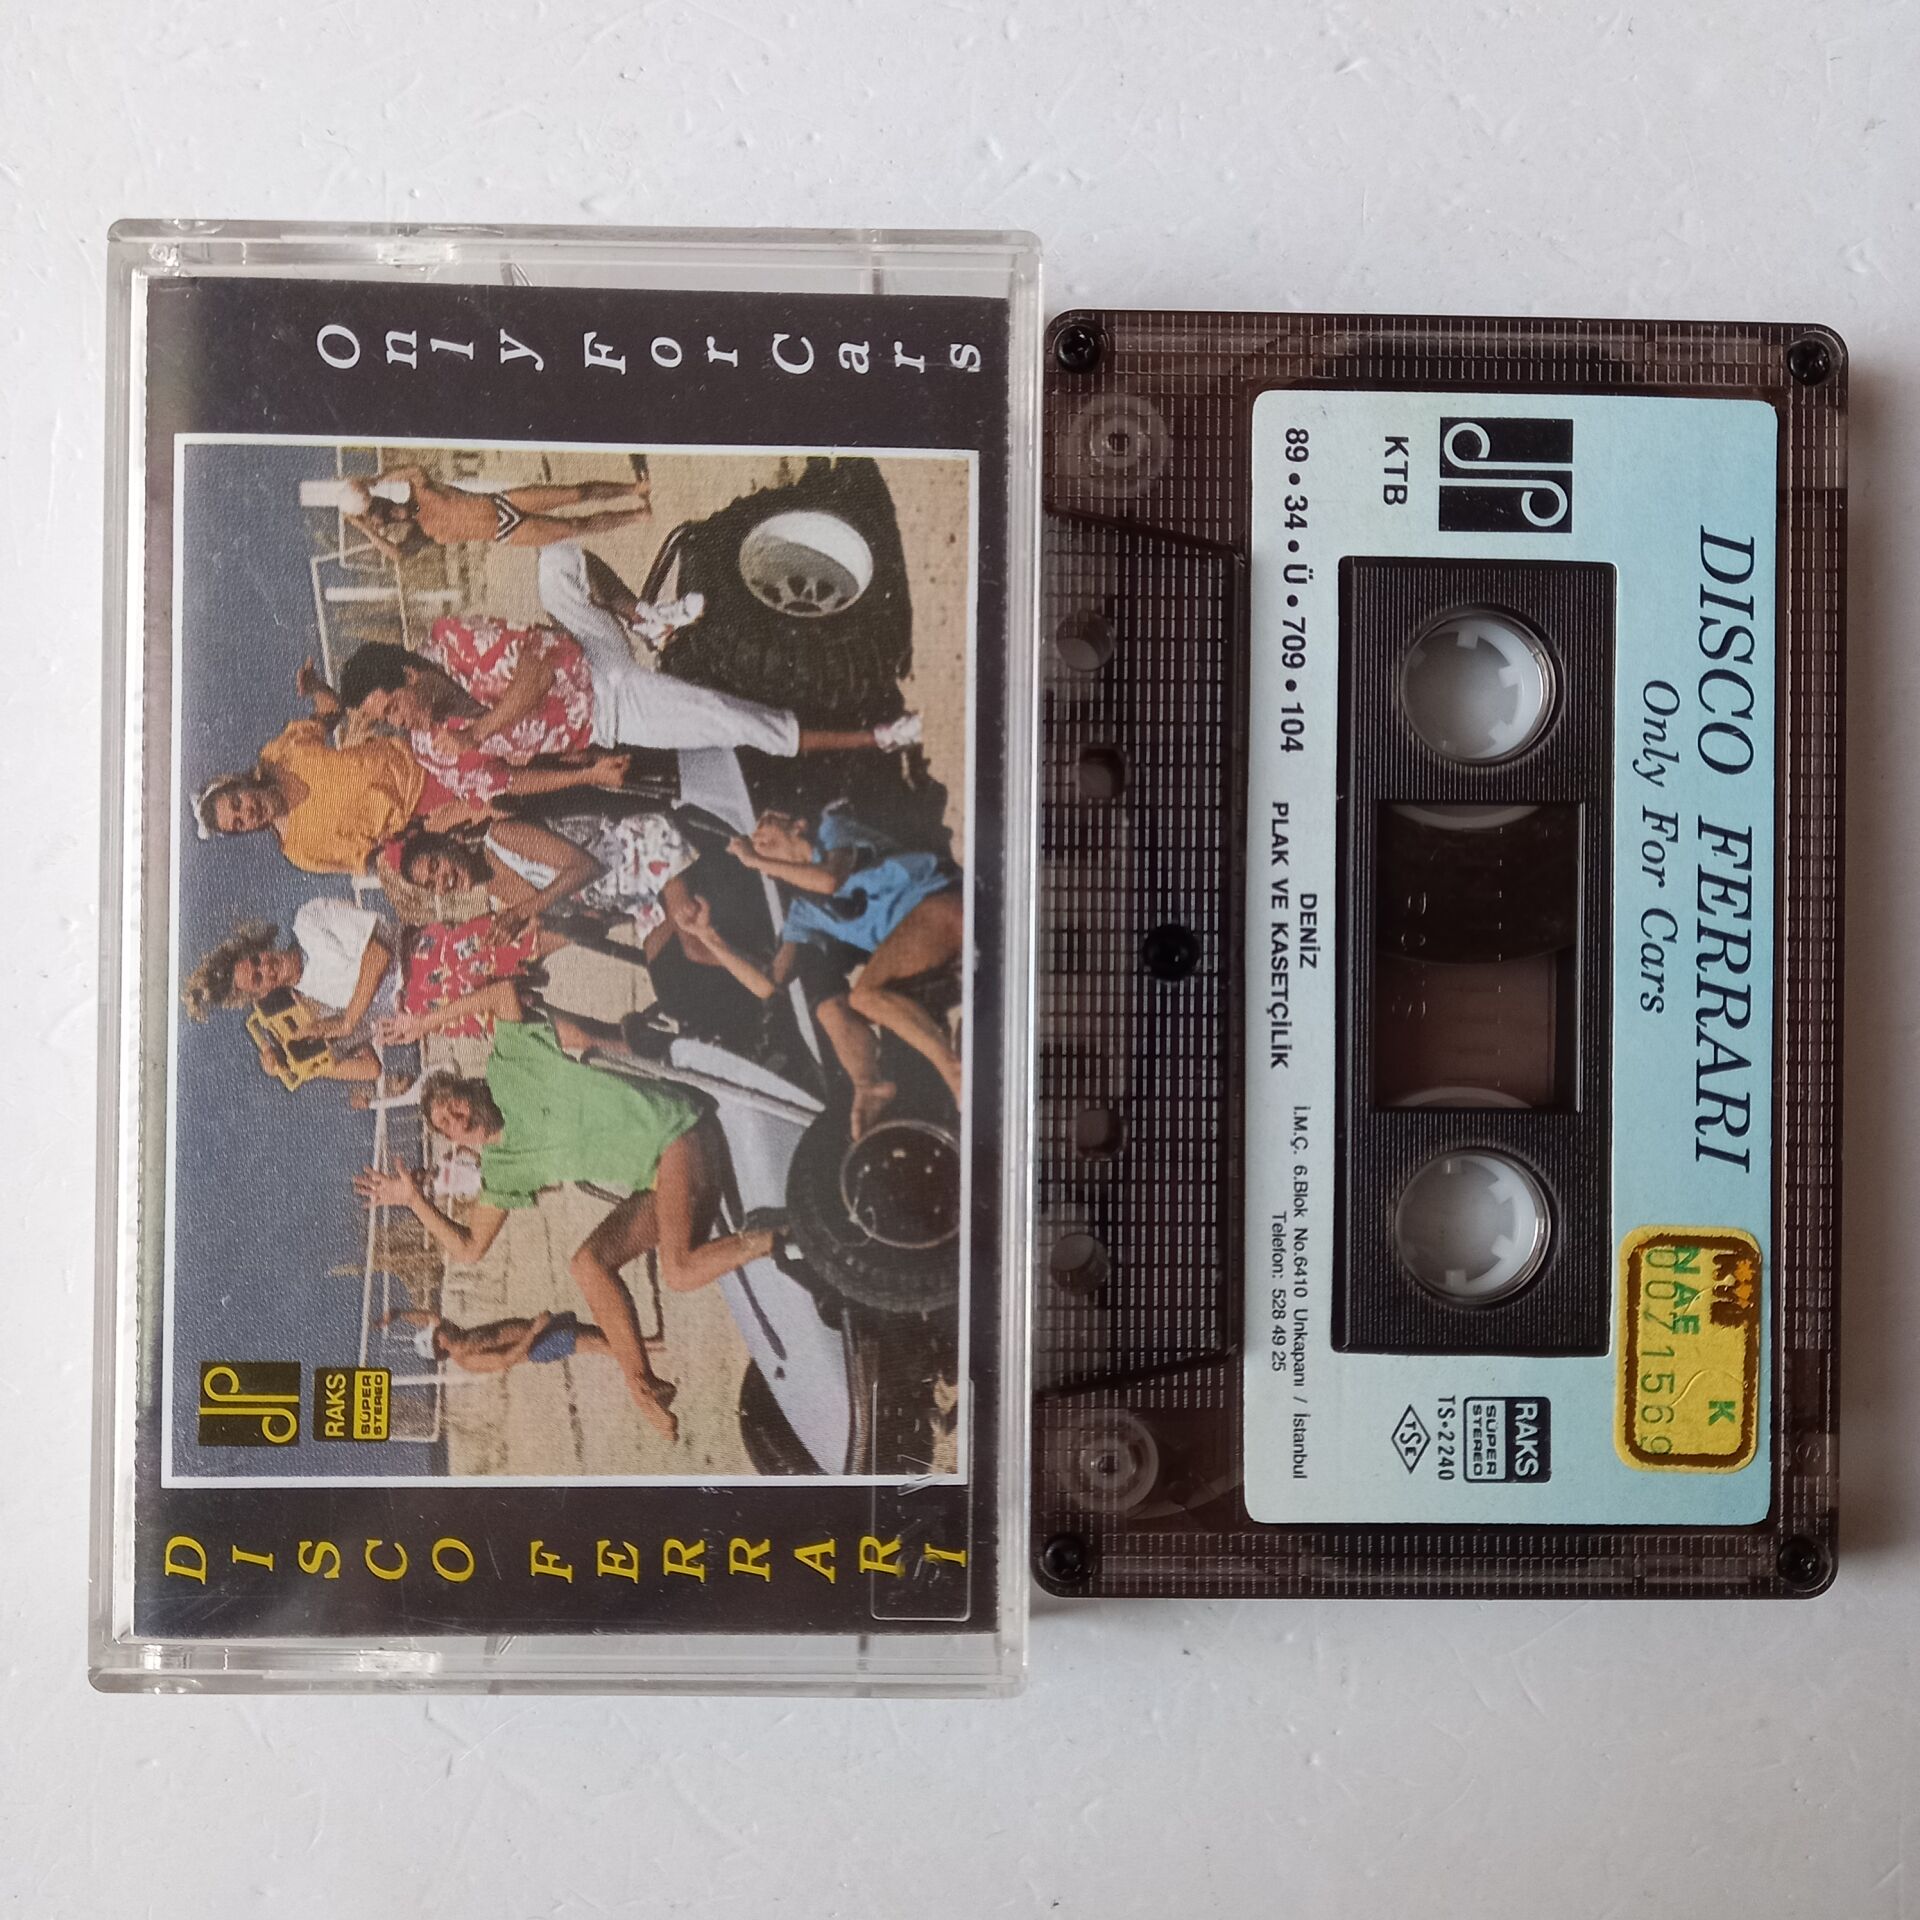 Only For Cars
RAKS
SÜPER
STEREO
DISCO FERRARI
DISCO FERRARI
Only For Cars
KTB
89•34•Ü•709•104
DENİZ
PLAK VE KASETÇİLİK
İ.M.Ç. 6.Blok No.6410 Unkapanı / İstanbul
Telefon: 528 49 25
RAKS
SÜPER
STEREO
TS•2240
TSE
K
0071569